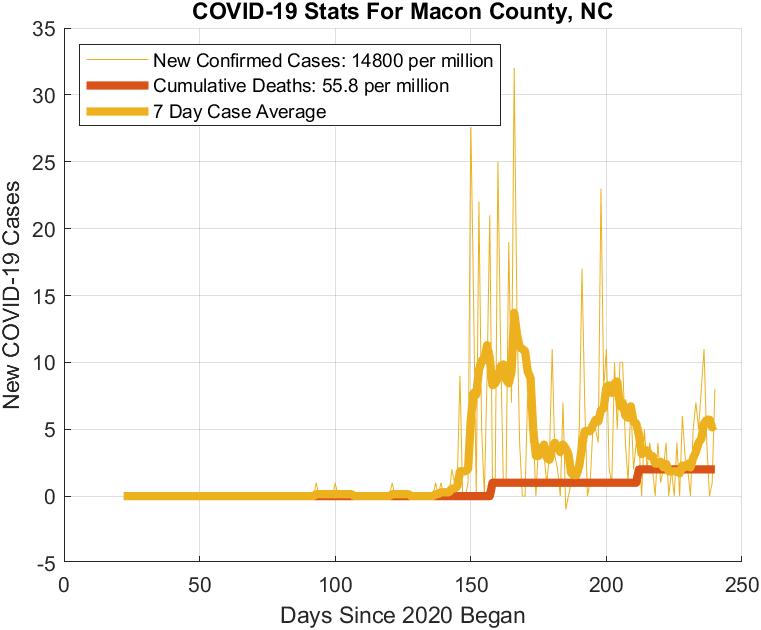 COVID-19 Stats For Macon County, NC
35
30
25
20
15
10
5
0
-5
New COVID-19 Cases
New Confirmed Cases: 14800 per million
Cumulative Deaths: 55.8 per million
7 Day Case Average
0 50 100 150 200 250
Days Since 2020 Began